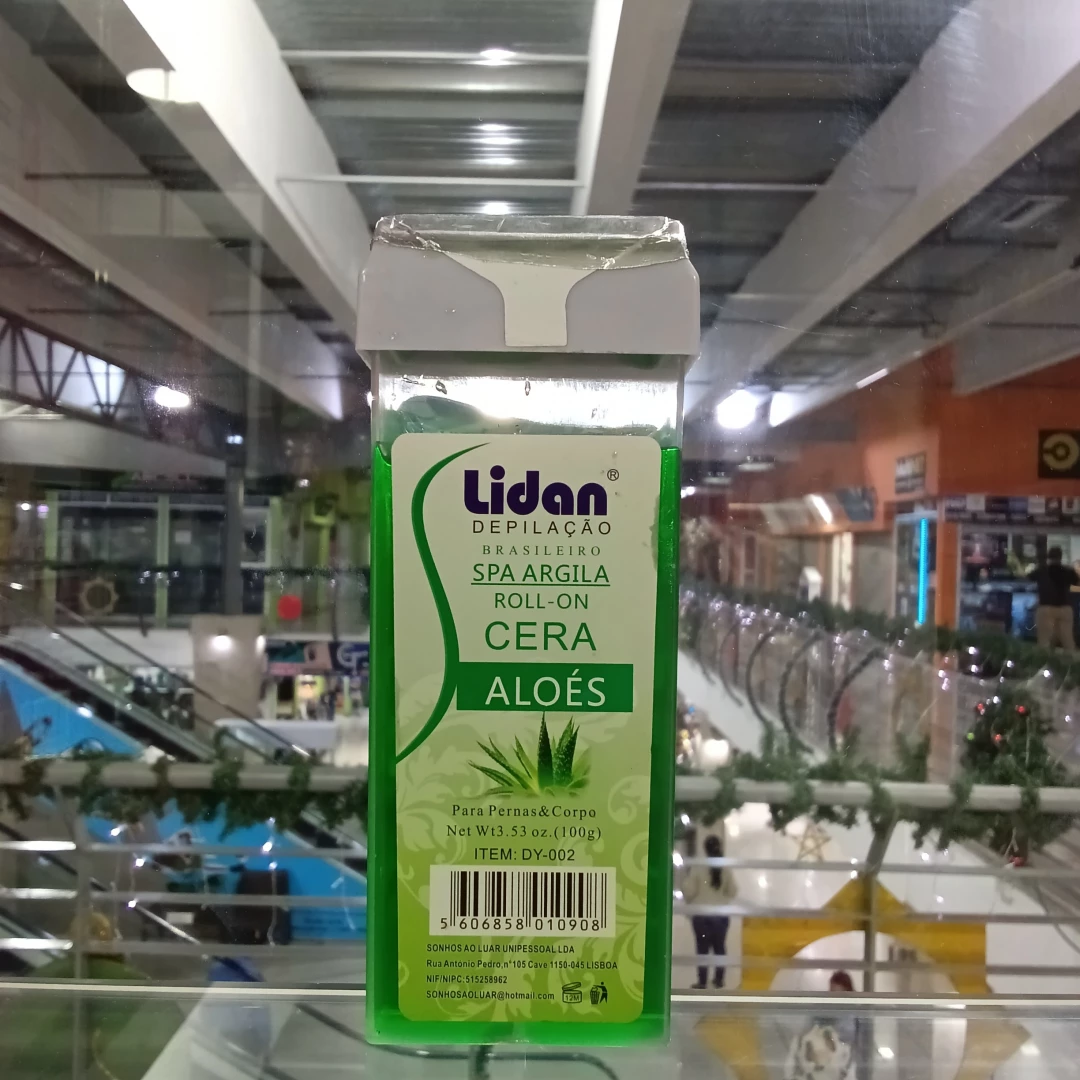 Lidan®
DEPILAÇÃO
BRASILEIRO
SPA ARGILA
ROLL-ON
CERA
ALOÉS
Para Pernas&Corpo
Net Wt3.53 oz.(100g)
ITEM: DY-002
5 606858 010908
SONHOS AO LUAR UNIPESSOAL LDA
Rua Antonio Pedro,n°105 Cave 1150-045 LISBOA
NIF/NIPC:515258962
SONHOSAOLUAR@hotmail.com
12M